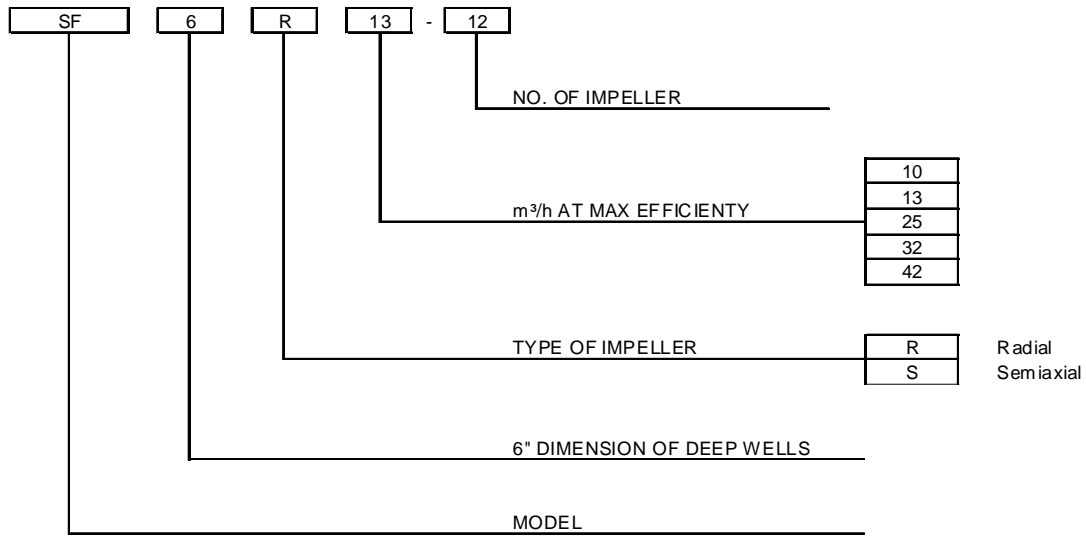 SF 6 R 13 - 12
NO. OF IMPELLER
10
13
m³/h AT MAX EFFICIENTY
25
32
42
TYPE OF IMPELLER
R Radial
S Semiaxial
6" DIMENSION OF DEEP WELLS
MODEL